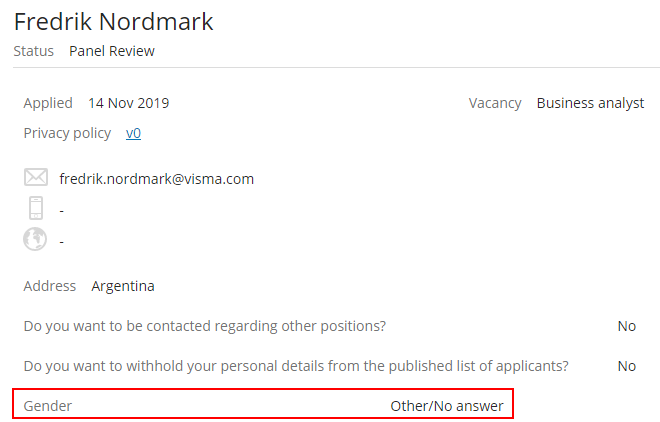 Fredrik Nordmark
Status Panel Review
Applied 14 Nov 2019 Vacancy Business analyst
Privacy policy v0
fredrik.nordmark@visma.com
-
-
Address Argentina
Do you want to be contacted regarding other positions? No
Do you want to withhold your personal details from the published list of applicants? No
Gender Other/No answer